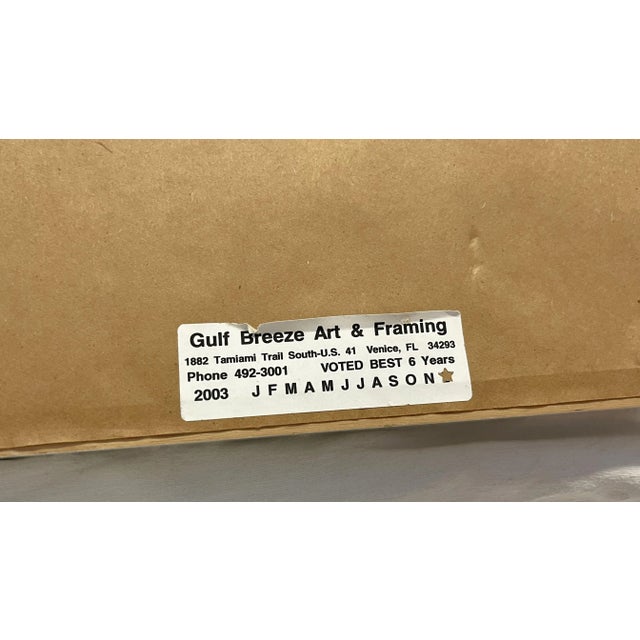 Gulf Breeze Art & Framing
1882 Tamiami Trail South-U.S. 41 Venice, FL 34293
Phone 492-3001 VOTED BEST 6 Years
2003 J F M A M J J A S O N